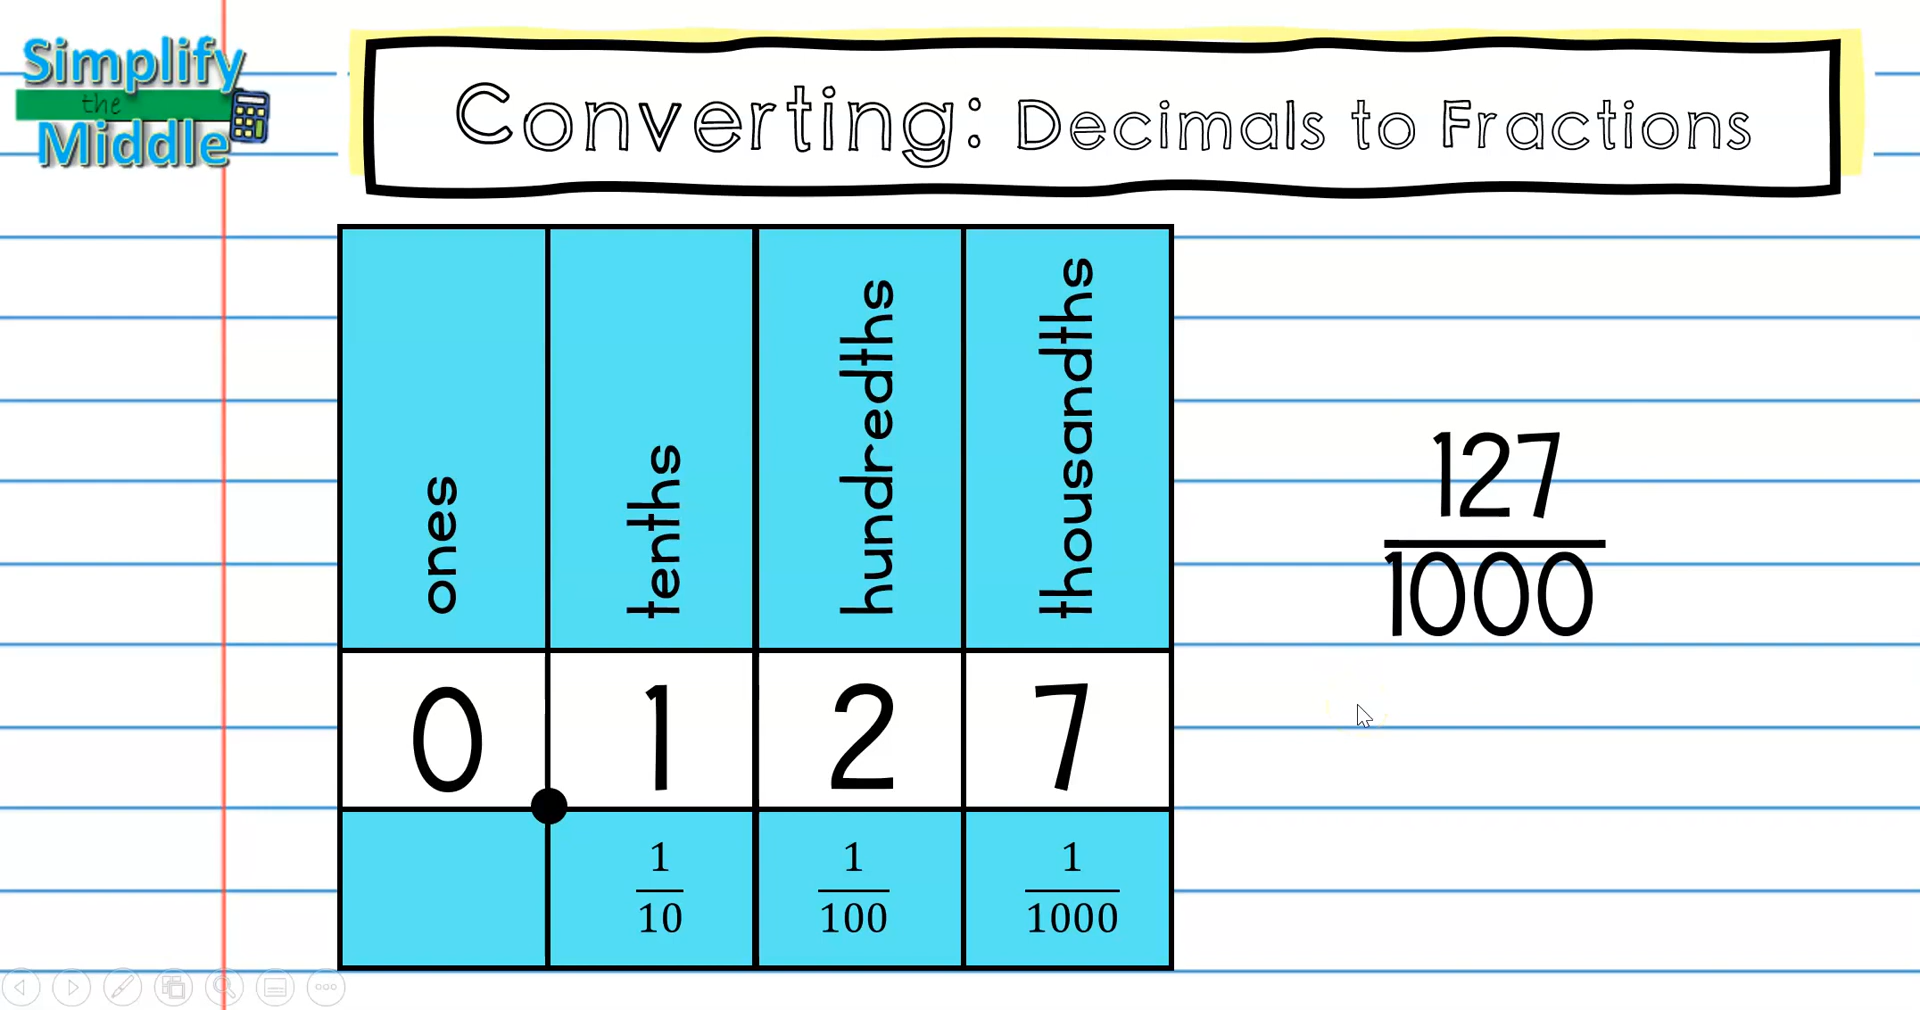 Simplify
the
Middle
Converting: Decimals to Fractions
ones tenths hundredths thousandths
0 . 1 2 7
1/10 1/100 1/1000
127
1000